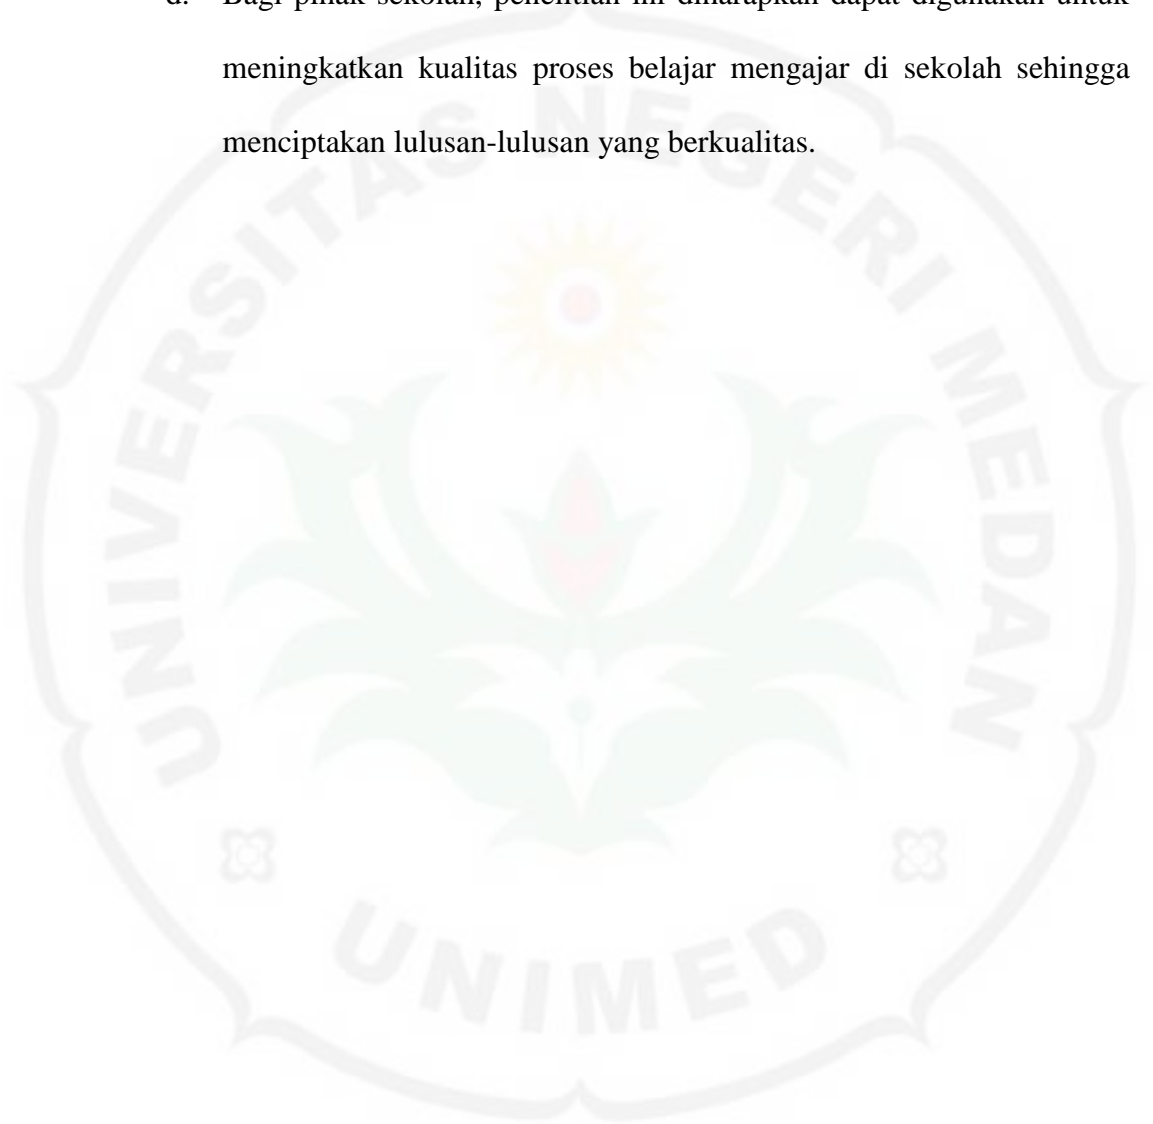 d. Bagi pihak sekolah, penelitian ini diharapkan dapat digunakan untuk
meningkatkan kualitas proses belajar mengajar di sekolah sehingga
menciptakan lulusan-lulusan yang berkualitas.
UNIVERSITAS NEGERI MEDAN
UNIMED